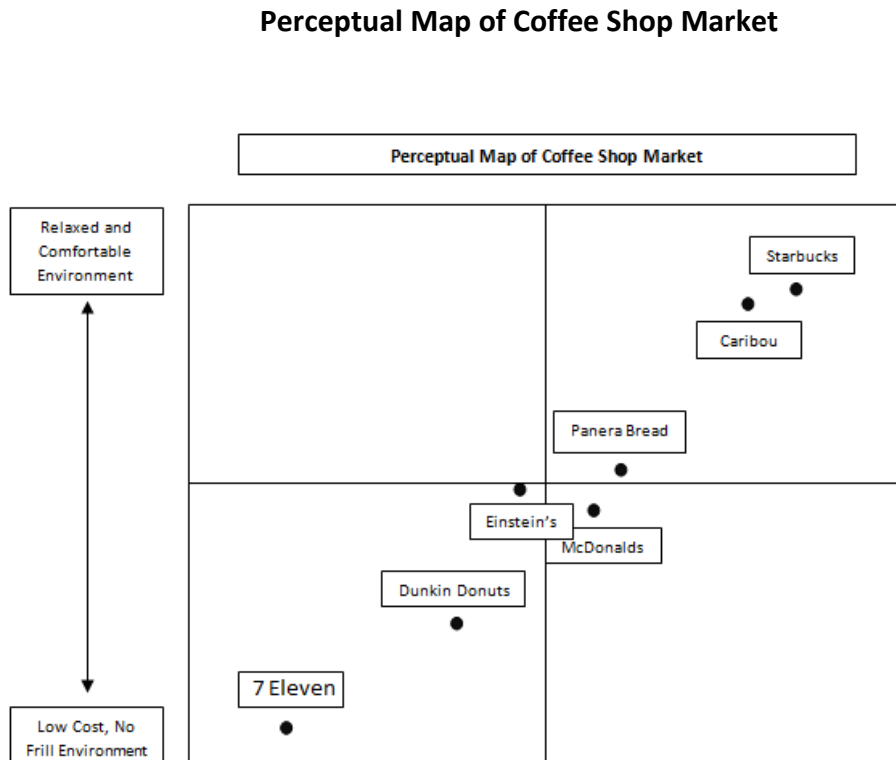 Perceptual Map of Coffee Shop Market
Perceptual Map of Coffee Shop Market
Relaxed and
Comfortable
Environment
Starbucks
Caribou
Panera Bread
Einstein's
McDonalds
Dunkin Donuts
7 Eleven
Low Cost, No
Frill Environment